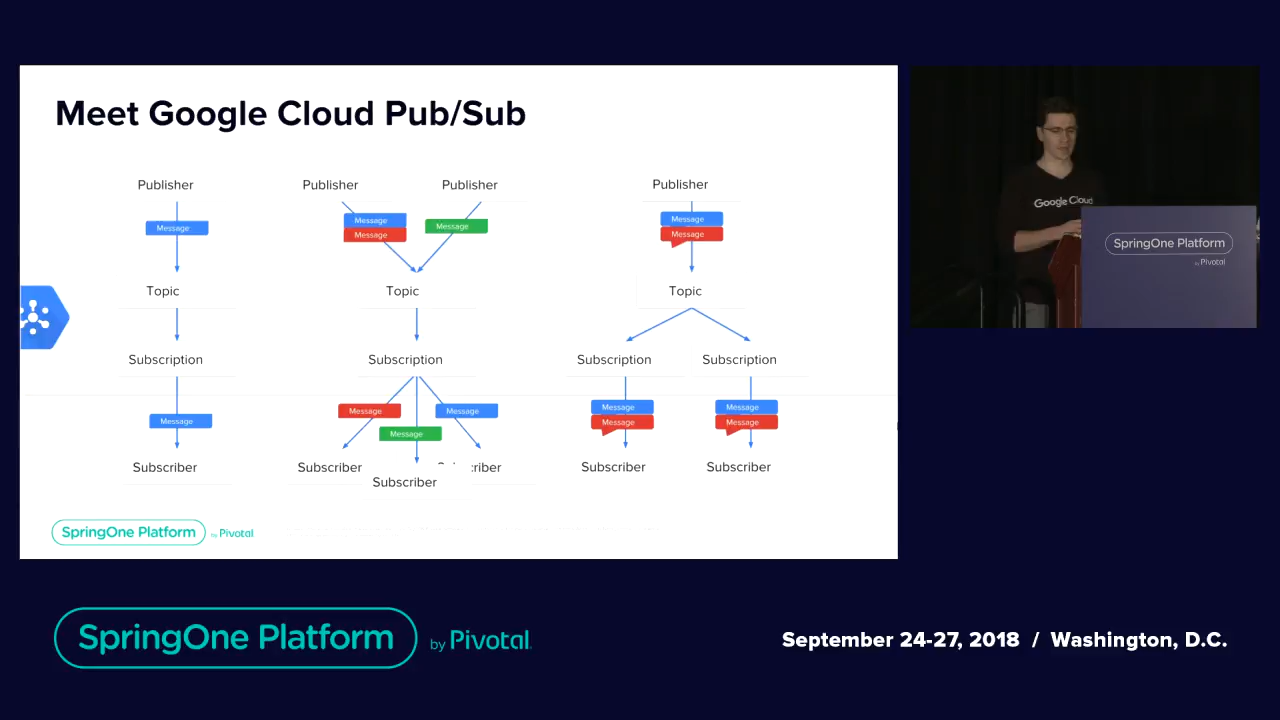 Meet Google Cloud Pub/Sub
Publisher Publisher Publisher Publisher
Message Message Message Message
Message Message
Topic Topic Topic
Subscription Subscription Subscription Subscription
Message Message Message Message Message
Message Message Message
Message
Subscriber Subscriber Subscriber Subscriber
Subscriber
SpringOne Platform by Pivotal
Google Cloud
SpringOne Platform
by Pivotal
SpringOne Platform by Pivotal
September 24-27, 2018 / Washington, D.C.